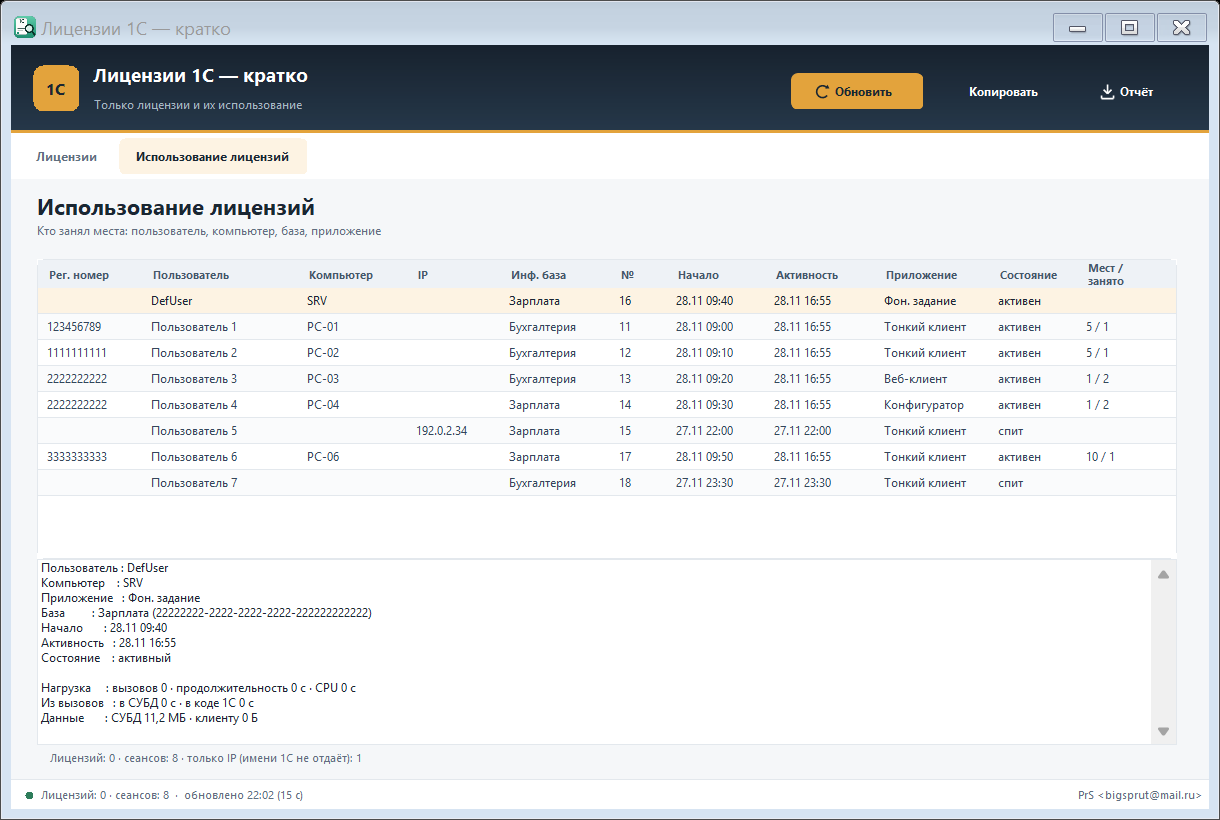 Лицензии 1С — кратко
1С
Лицензии 1С — кратко
Только лицензии и их использование
Обновить
Копировать
Отчёт
Лицензии
Использование лицензий
Использование лицензий
Кто занял места: пользователь, компьютер, база, приложение
Рег. номер Пользователь Компьютер IP Инф. база № Начало Активность Приложение Состояние Мест / занято
DefUser SRV Зарплата 16 28.11 09:40 28.11 16:55 Фон. задание активен
123456789 Пользователь 1 PC-01 Бухгалтерия 11 28.11 09:00 28.11 16:55 Тонкий клиент активен 5 / 1
1111111111 Пользователь 2 PC-02 Бухгалтерия 12 28.11 09:10 28.11 16:55 Тонкий клиент активен 5 / 1
2222222222 Пользователь 3 PC-03 Бухгалтерия 13 28.11 09:20 28.11 16:55 Веб-клиент активен 1 / 2
2222222222 Пользователь 4 PC-04 Зарплата 14 28.11 09:30 28.11 16:55 Конфигуратор активен 1 / 2
Пользователь 5 192.0.2.34 Зарплата 15 27.11 22:00 27.11 22:00 Тонкий клиент спит
3333333333 Пользователь 6 PC-06 Зарплата 17 28.11 09:50 28.11 16:55 Тонкий клиент активен 10 / 1
Пользователь 7 Бухгалтерия 18 27.11 23:30 27.11 23:30 Тонкий клиент спит
Пользователь : DefUser
Компьютер : SRV
Приложение : Фон. задание
База : Зарплата (22222222-2222-2222-2222-222222222222)
Начало : 28.11 09:40
Активность : 28.11 16:55
Состояние : активный
Нагрузка : вызовов 0 · продолжительность 0 с · CPU 0 с
Из вызовов : в СУБД 0 с · в коде 1С 0 с
Данные : СУБД 11,2 МБ · клиенту 0 Б
Лицензий: 0 · сеансов: 8 · только IP (имени 1С не отдаёт): 1
Лицензий: 0 · сеансов: 8 · обновлено 22:02 (15 с)
PrS <bigsprut@mail.ru>